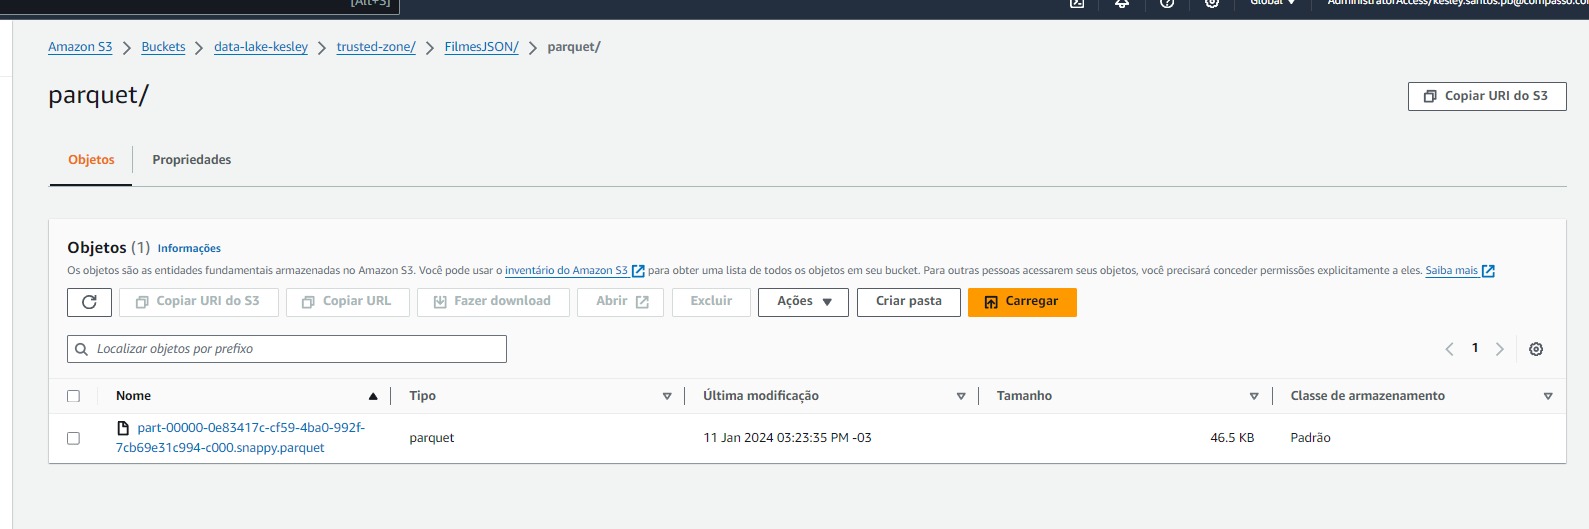 [Alt+S]
Global
AdministratorAccess/kesley.santos.pb@compasso.co
Amazon S3 > Buckets > data-lake-kesley > trusted-zone/ > FilmesJSON/ > parquet/
parquet/
Copiar URI do S3
Objetos Propriedades
Objetos (1) Informações
Os objetos são as entidades fundamentais armazenadas no Amazon S3. Você pode usar o inventário do Amazon S3 para obter uma lista de todos os objetos em seu bucket. Para outras pessoas acessarem seus objetos, você precisará conceder permissões explicitamente a eles. Saiba mais
Copiar URI do S3 Copiar URL Fazer download Abrir Excluir Ações Criar pasta Carregar
Localizar objetos por prefixo
1
Nome Tipo Última modificação Tamanho Classe de armazenamento
part-00000-0e83417c-cf59-4ba0-992f-
7cb69e31c994-c000.snappy.parquet
parquet 11 Jan 2024 03:23:35 PM -03 46.5 KB Padrão